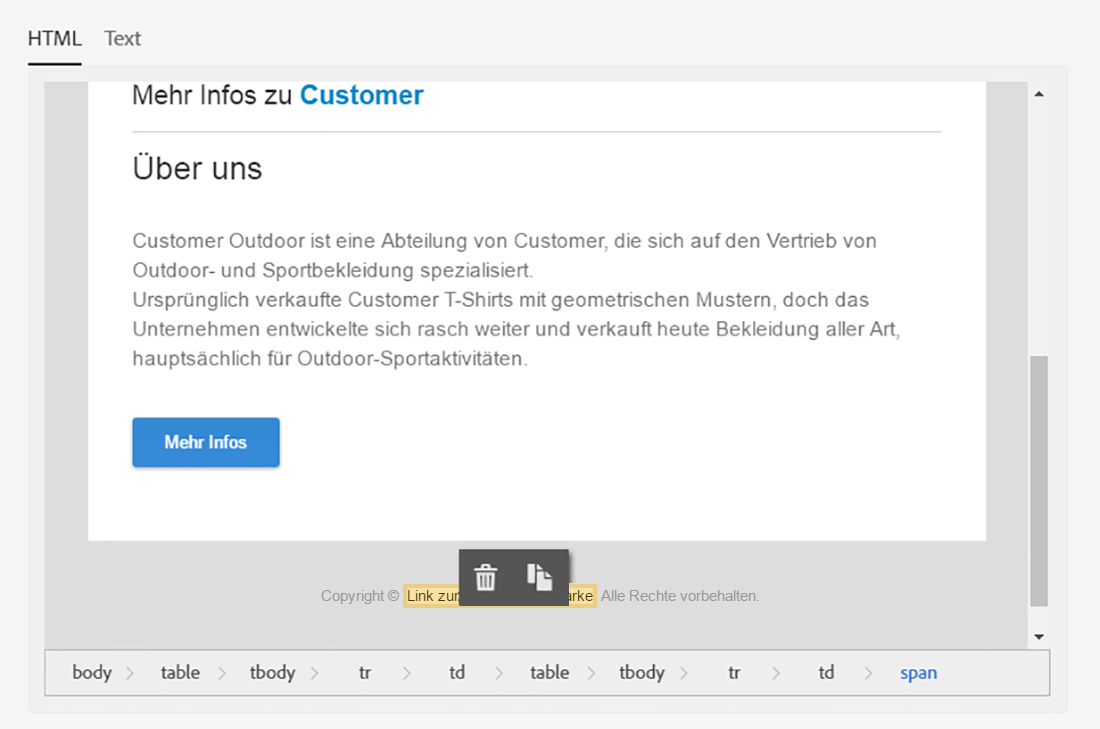 HTML Text
Mehr Infos zu Customer
Über uns
Customer Outdoor ist eine Abteilung von Customer, die sich auf den Vertrieb von
Outdoor- und Sportbekleidung spezialisiert.
Ursprünglich verkaufte Customer T-Shirts mit geometrischen Mustern, doch das
Unternehmen entwickelte sich rasch weiter und verkauft heute Bekleidung aller Art,
hauptsächlich für Outdoor-Sportaktivitäten.
Mehr Infos
Copyright © Link Alle Rechte vorbehalten.
body table tbody tr td table tbody tr td span